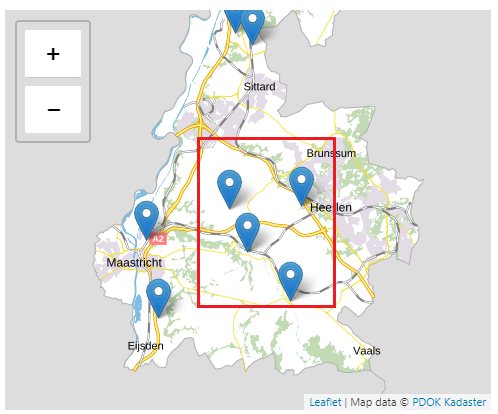 +
−
Sittard
Brunssum
Heerlen
A2
Maastricht
Eijsden
Vaals
Leaflet | Map data © PDOK Kadaster